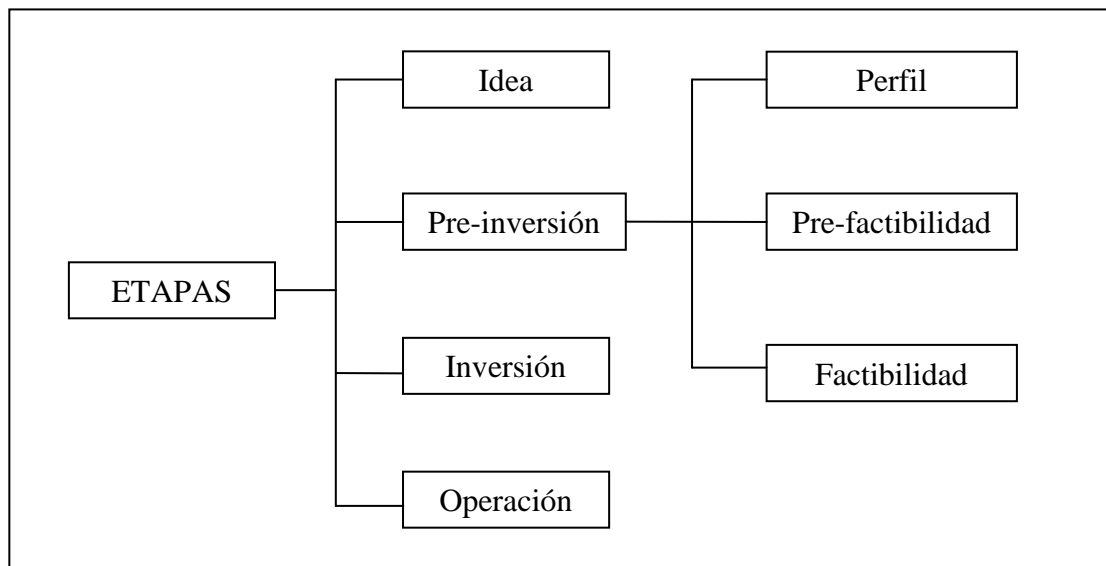 ETAPAS
Idea
Pre-inversión
Inversión
Operación
Perfil
Pre-factibilidad
Factibilidad